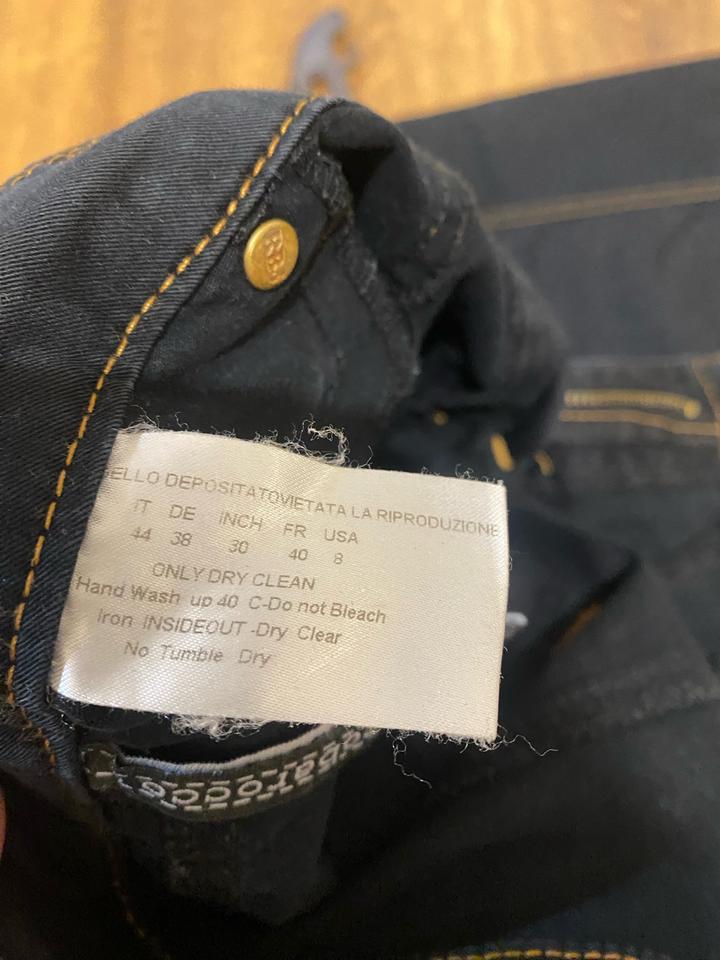 ELLO DEPOSITATOVIETATA LA RIPRODUZIONE
IT DE INCH FR USA
44 38 30 40 8
ONLY DRY CLEAN
Hand Wash up 40 C-Do not Bleach
Iron INSIDEOUT -Dry Clear
No Tumble Dry